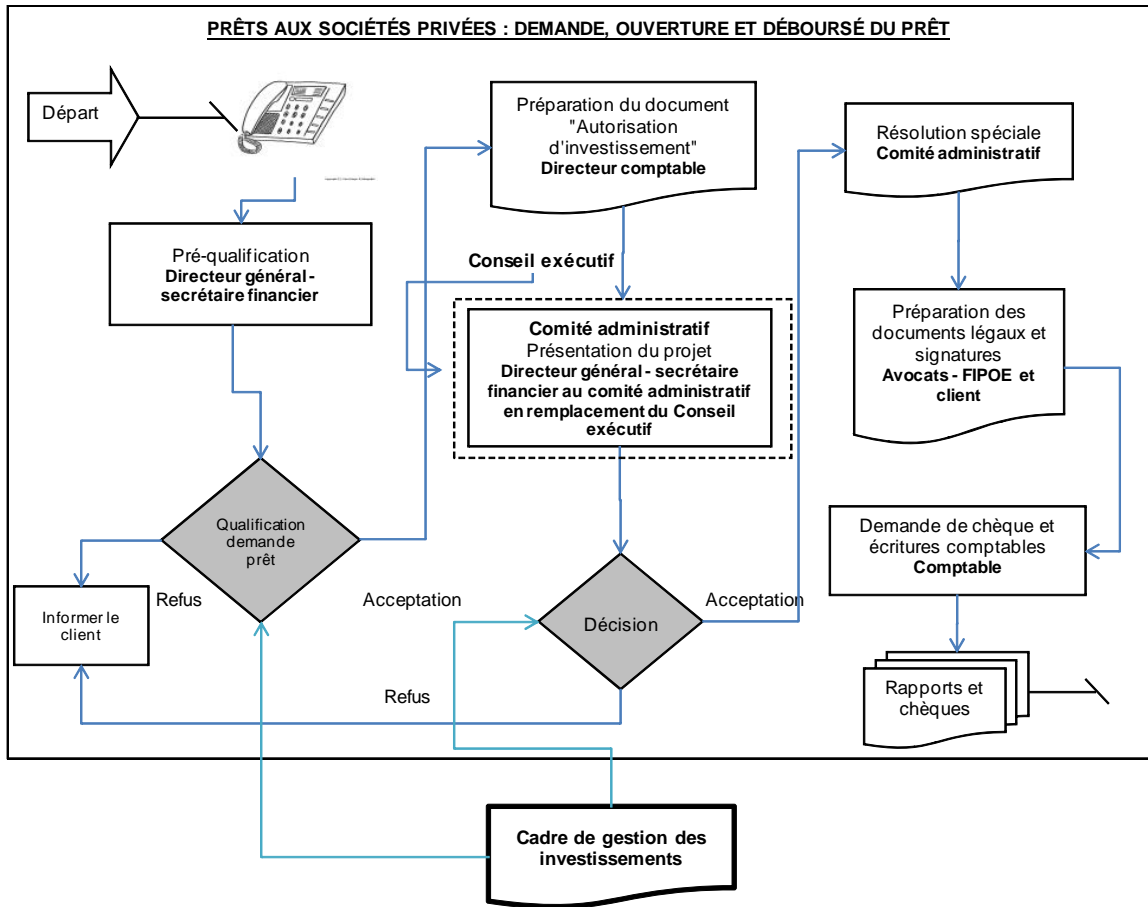 PRÊTS AUX SOCIÉTÉS PRIVÉES : DEMANDE, OUVERTURE ET DÉBOURSÉ DU PRÊT
Départ
Pré-qualification
Directeur général -
secrétaire financier
Qualification
demande
prêt
Refus
Informer le
client
Acceptation
Préparation du document
"Autorisation
d'investissement"
Directeur comptable
Conseil exécutif
Comité administratif
Présentation du projet
Directeur général - secrétaire
financier au comité administratif
en remplacement du Conseil
exécutif
Décision
Refus
Acceptation
Résolution spéciale
Comité administratif
Préparation des
documents légaux et
signatures
Avocats - FIPOE et
client
Demande de chèque et
écritures comptables
Comptable
Rapports et
chèques
Cadre de gestion des
investissements